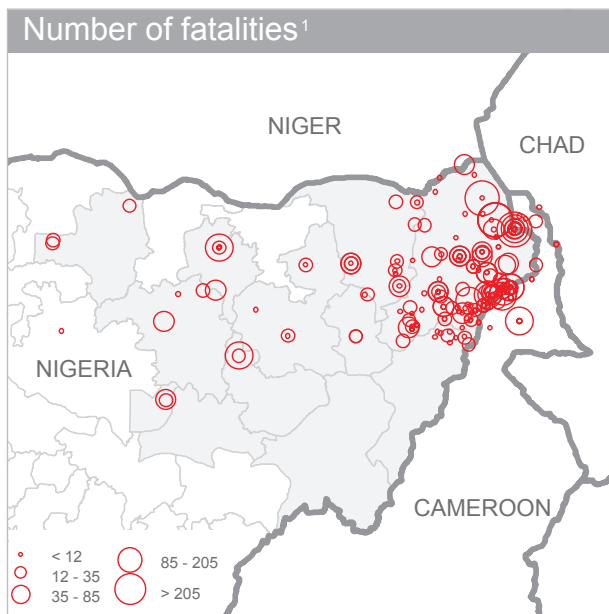 Number of fatalities¹
NIGER
CHAD
NIGERIA
CAMEROON
< 12
12 - 35
35 - 85
85 - 205
> 205